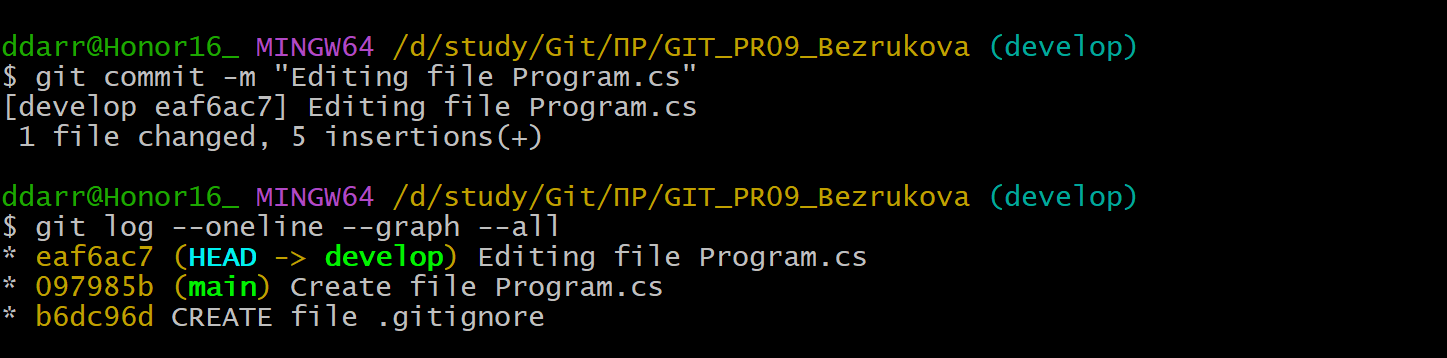 ddarr@Honor16_ MINGW64 /d/study/Git/ПР/GIT_PR09_Bezrukova (develop)
$ git commit -m "Editing file Program.cs"
[develop eaf6ac7] Editing file Program.cs
 1 file changed, 5 insertions(+)
ddarr@Honor16_ MINGW64 /d/study/Git/ПР/GIT_PR09_Bezrukova (develop)
$ git log --oneline --graph --all
* eaf6ac7 (HEAD -> develop) Editing file Program.cs
* 097985b (main) Create file Program.cs
* b6dc96d CREATE file .gitignore